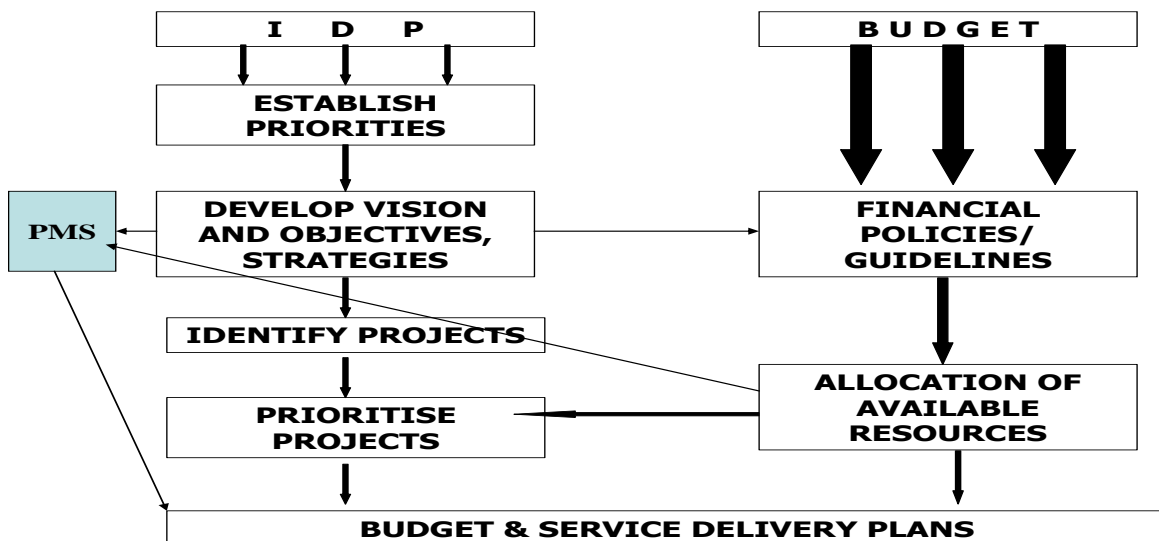 I D P
B U D G E T
ESTABLISH
PRIORITIES
PMS
DEVELOP VISION
AND OBJECTIVES,
STRATEGIES
FINANCIAL
POLICIES/
GUIDELINES
IDENTIFY PROJECTS
PRIORITISE
PROJECTS
ALLOCATION OF
AVAILABLE
RESOURCES
BUDGET & SERVICE DELIVERY PLANS